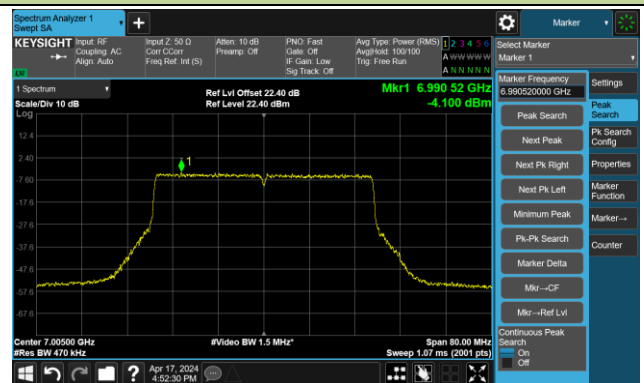 Spectrum Analyzer 1
Swept SA
Marker
KEYSIGHT
Input: RF
Coupling: AC
Align: Auto
Input Z: 50 Ω
Corr CCorr
Freq Ref: Int (S)
Atten: 10 dB
Preamp: Off
PNO: Fast
Gate: Off
IF Gain: Low
Sig Track: Off
Avg Type: Power (RMS)
Avg|Hold: 100/100
Trig: Free Run
1 2 3 4 5 6
A W W W W W
A N N N N N
LW
Select Marker
Marker 1
1 Spectrum
Scale/Div 10 dB
Log
Ref Lvl Offset 22.40 dB
Ref Level 22.40 dBm
Mkr1 6.990 52 GHz
-4.100 dBm
12.4
2.40
-7.60
-17.6
-27.6
-37.6
-47.6
-57.6
-67.6
1
Center 7.00500 GHz
#Res BW 470 kHz
#Video BW 1.5 MHz*
Span 80.00 MHz
Sweep 1.07 ms (2001 pts)
Marker Frequency
6.990520000 GHz
Peak Search
Next Peak
Next Pk Right
Next Pk Left
Minimum Peak
Pk-Pk Search
Marker Delta
Mkr→CF
Mkr→Ref Lvl
Continuous Peak
Search
On
Off
Settings
Peak
Search
Pk Search
Config
Properties
Marker
Function
Marker→
Counter
Apr 17, 2024
4:52:30 PM